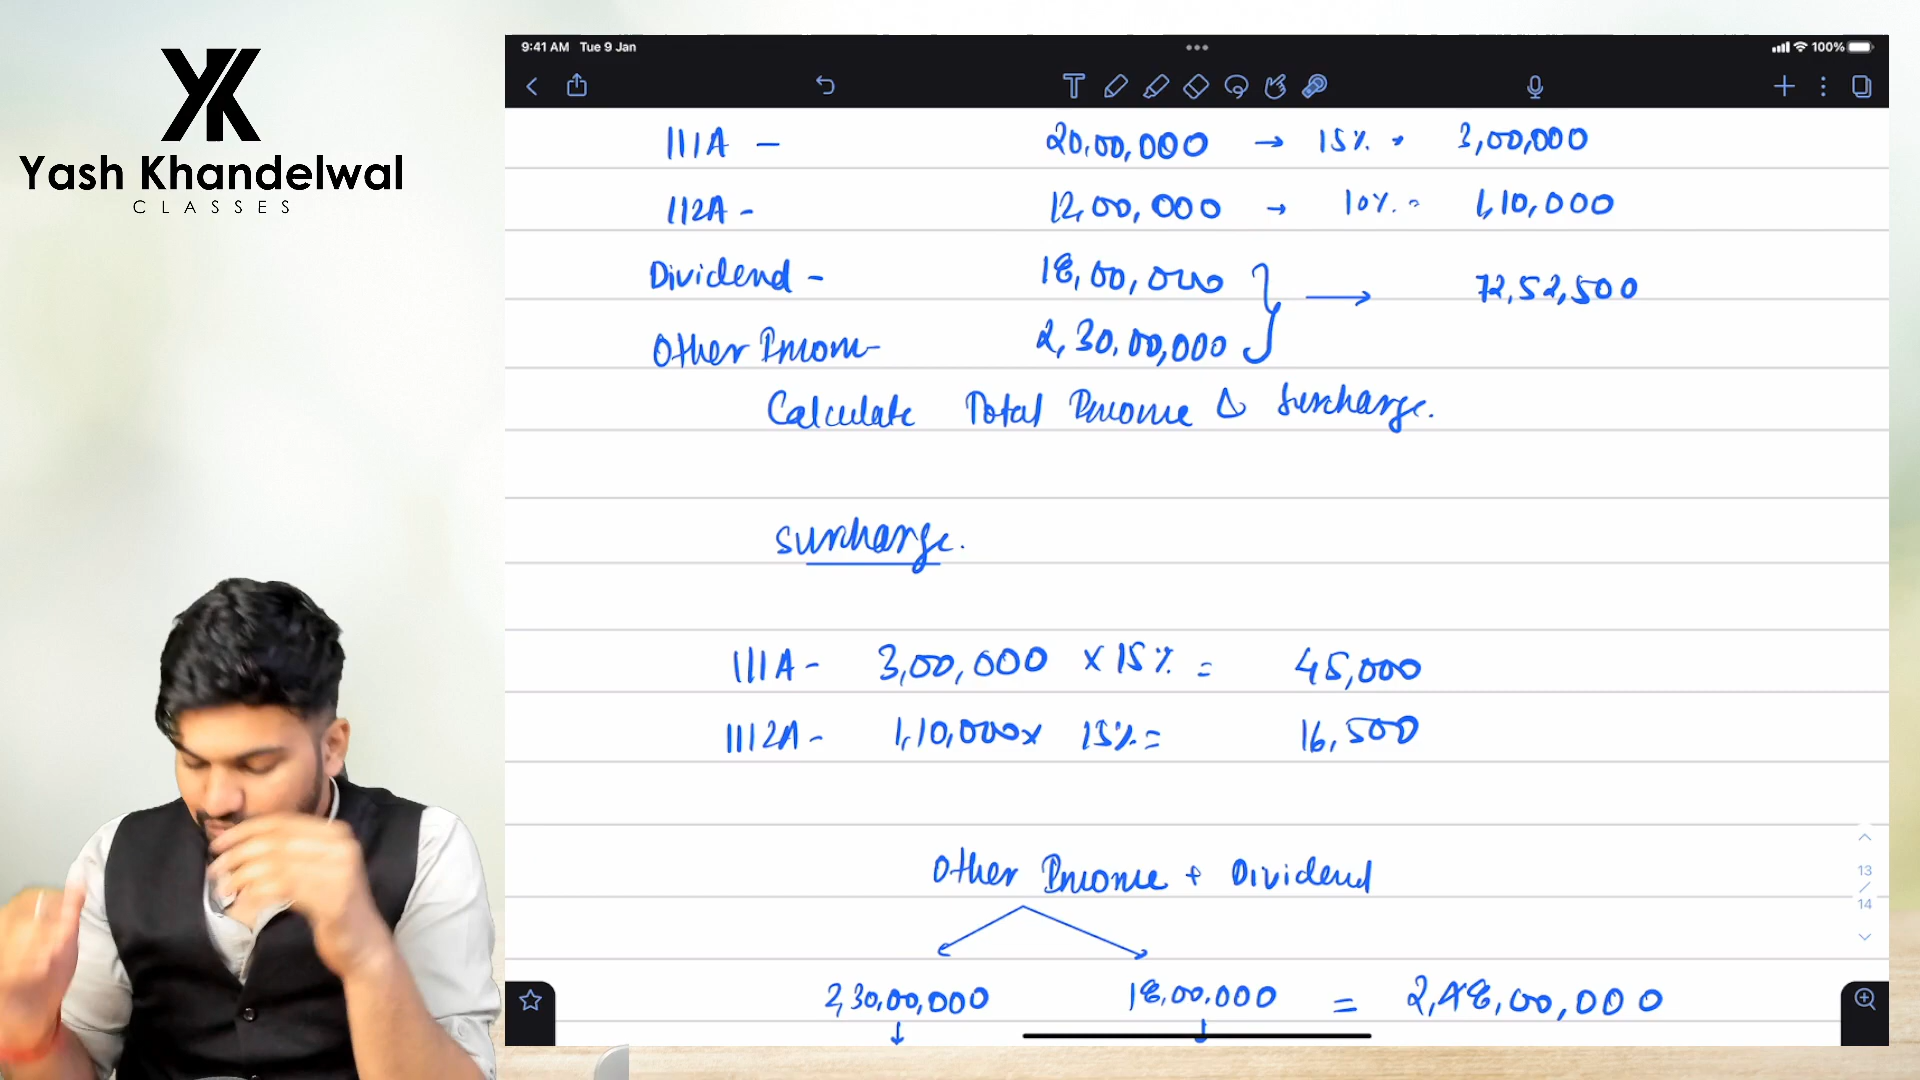 Yash Khandelwal
CLASSES
9:41 AM Tue 9 Jan
100%
111A - 20,00,000 → 15% = 3,00,000
112A - 12,00,000 → 10% = 1,10,000
Dividend - 18,00,000
→ 72,52,500
Other Income - 2,30,00,000
Calculate Total Income & Surcharge.
Surcharge.
111A - 3,00,000 × 15% = 45,000
1112A - 1,10,000 × 15% = 16,500
Other Income + Dividend
2,30,00,000 18,00,000 = 2,48,00,000
13
/
14